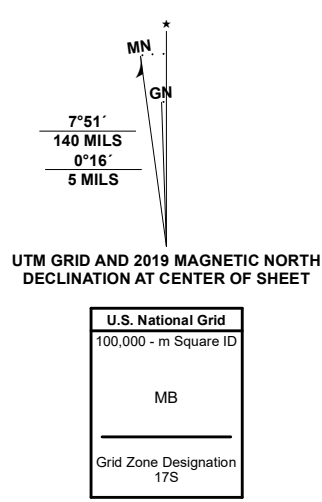 MN
GN
7°51´
140 MILS
0°16´
5 MILS
UTM GRID AND 2019 MAGNETIC NORTH
DECLINATION AT CENTER OF SHEET
U.S. National Grid
100,000 - m Square ID
MB
Grid Zone Designation
17S